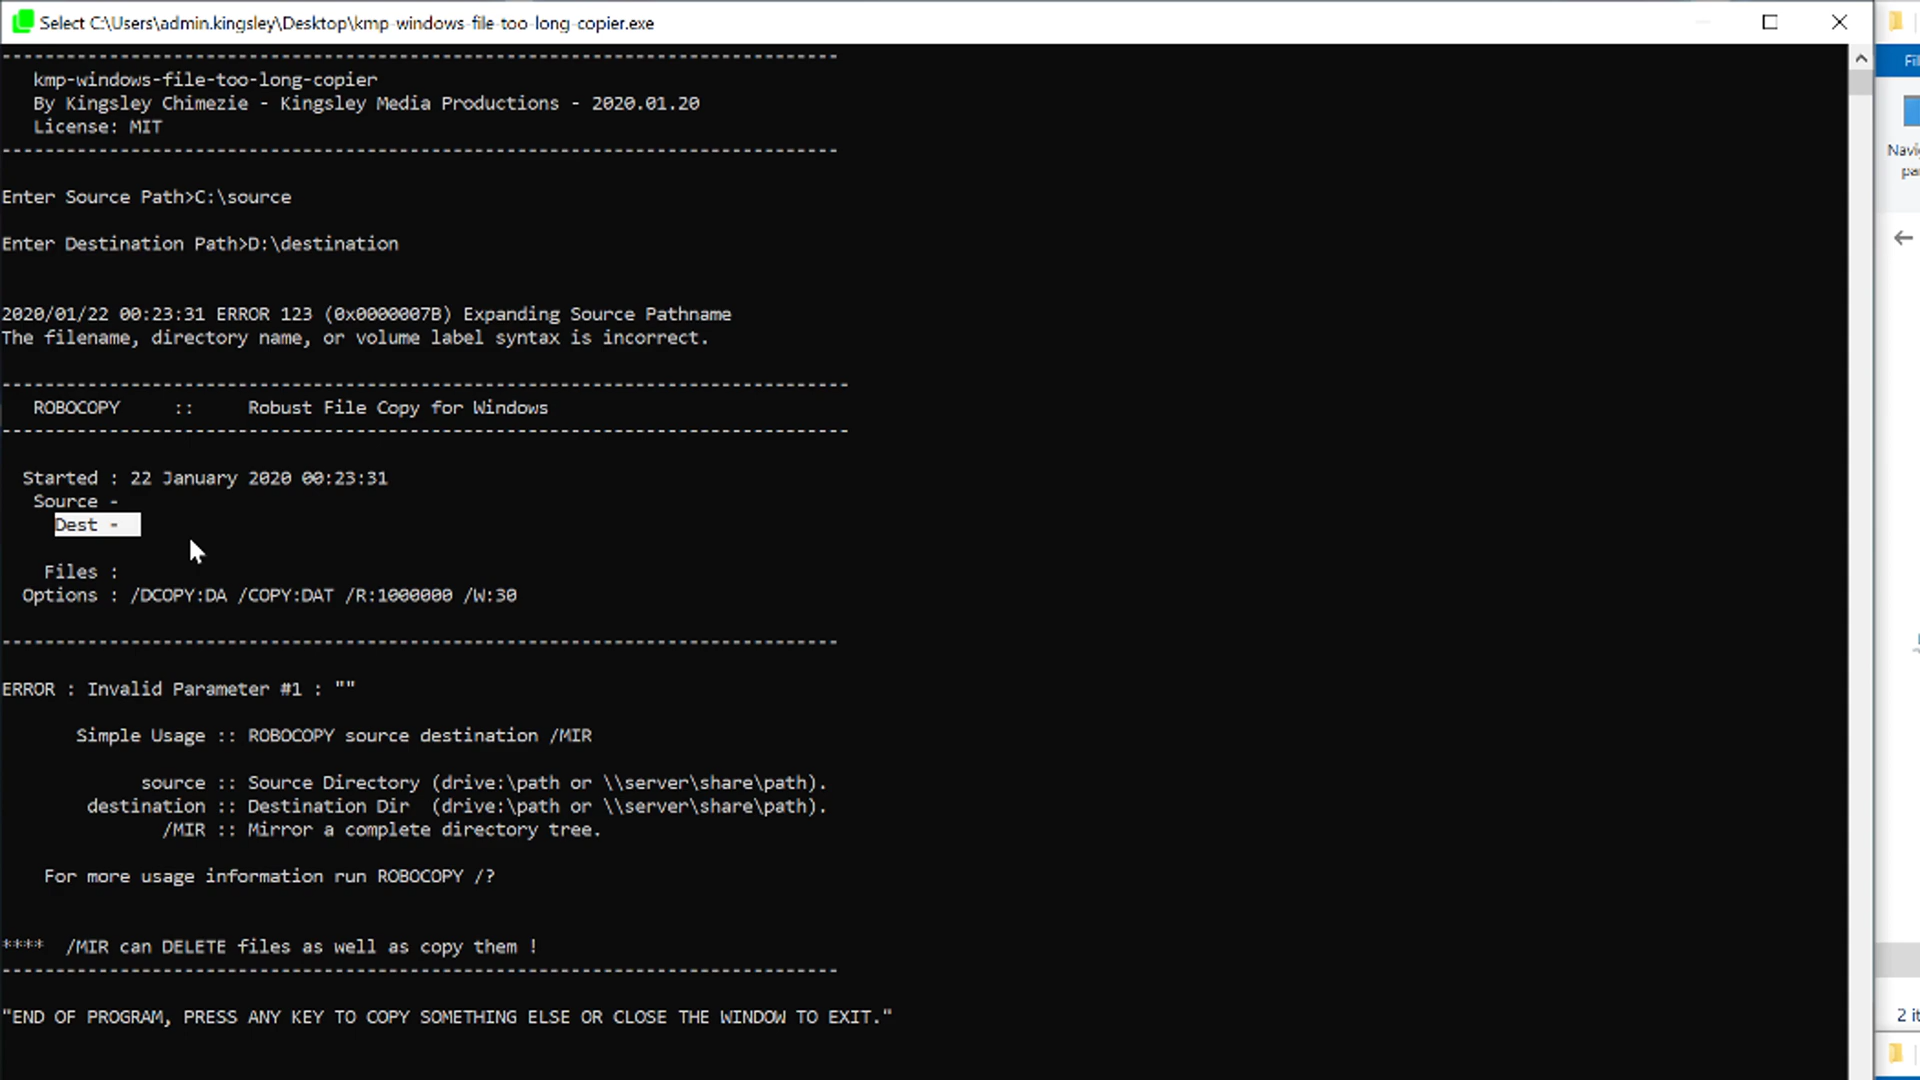 Select C:\Users\admin.kingsley\Desktop\kmp-windows-file-too-long-copier.exe
--------------------------------------------------------------------------------
kmp-windows-file-too-long-copier
By Kingsley Chimezie - Kingsley Media Productions - 2020.01.20
License: MIT
--------------------------------------------------------------------------------
Enter Source Path>C:\source
Enter Destination Path>D:\destination
2020/01/22 00:23:31 ERROR 123 (0x0000007B) Expanding Source Pathname
The filename, directory name, or volume label syntax is incorrect.
-------------------------------------------------------------------------------
ROBOCOPY     ::     Robust File Copy for Windows
-------------------------------------------------------------------------------
Started : 22 January 2020 00:23:31
Source -
Dest -
Files :
Options : /DCOPY:DA /COPY:DAT /R:1000000 /W:30
------------------------------------------------------------------------------
ERROR : Invalid Parameter #1 : ""
Simple Usage :: ROBOCOPY source destination /MIR
source :: Source Directory (drive:\path or \\server\share\path).
destination :: Destination Dir  (drive:\path or \\server\share\path).
/MIR :: Mirror a complete directory tree.
For more usage information run ROBOCOPY /?
****  /MIR can DELETE files as well as copy them !
------------------------------------------------------------------------------
"END OF PROGRAM, PRESS ANY KEY TO COPY SOMETHING ELSE OR CLOSE THE WINDOW TO EXIT."